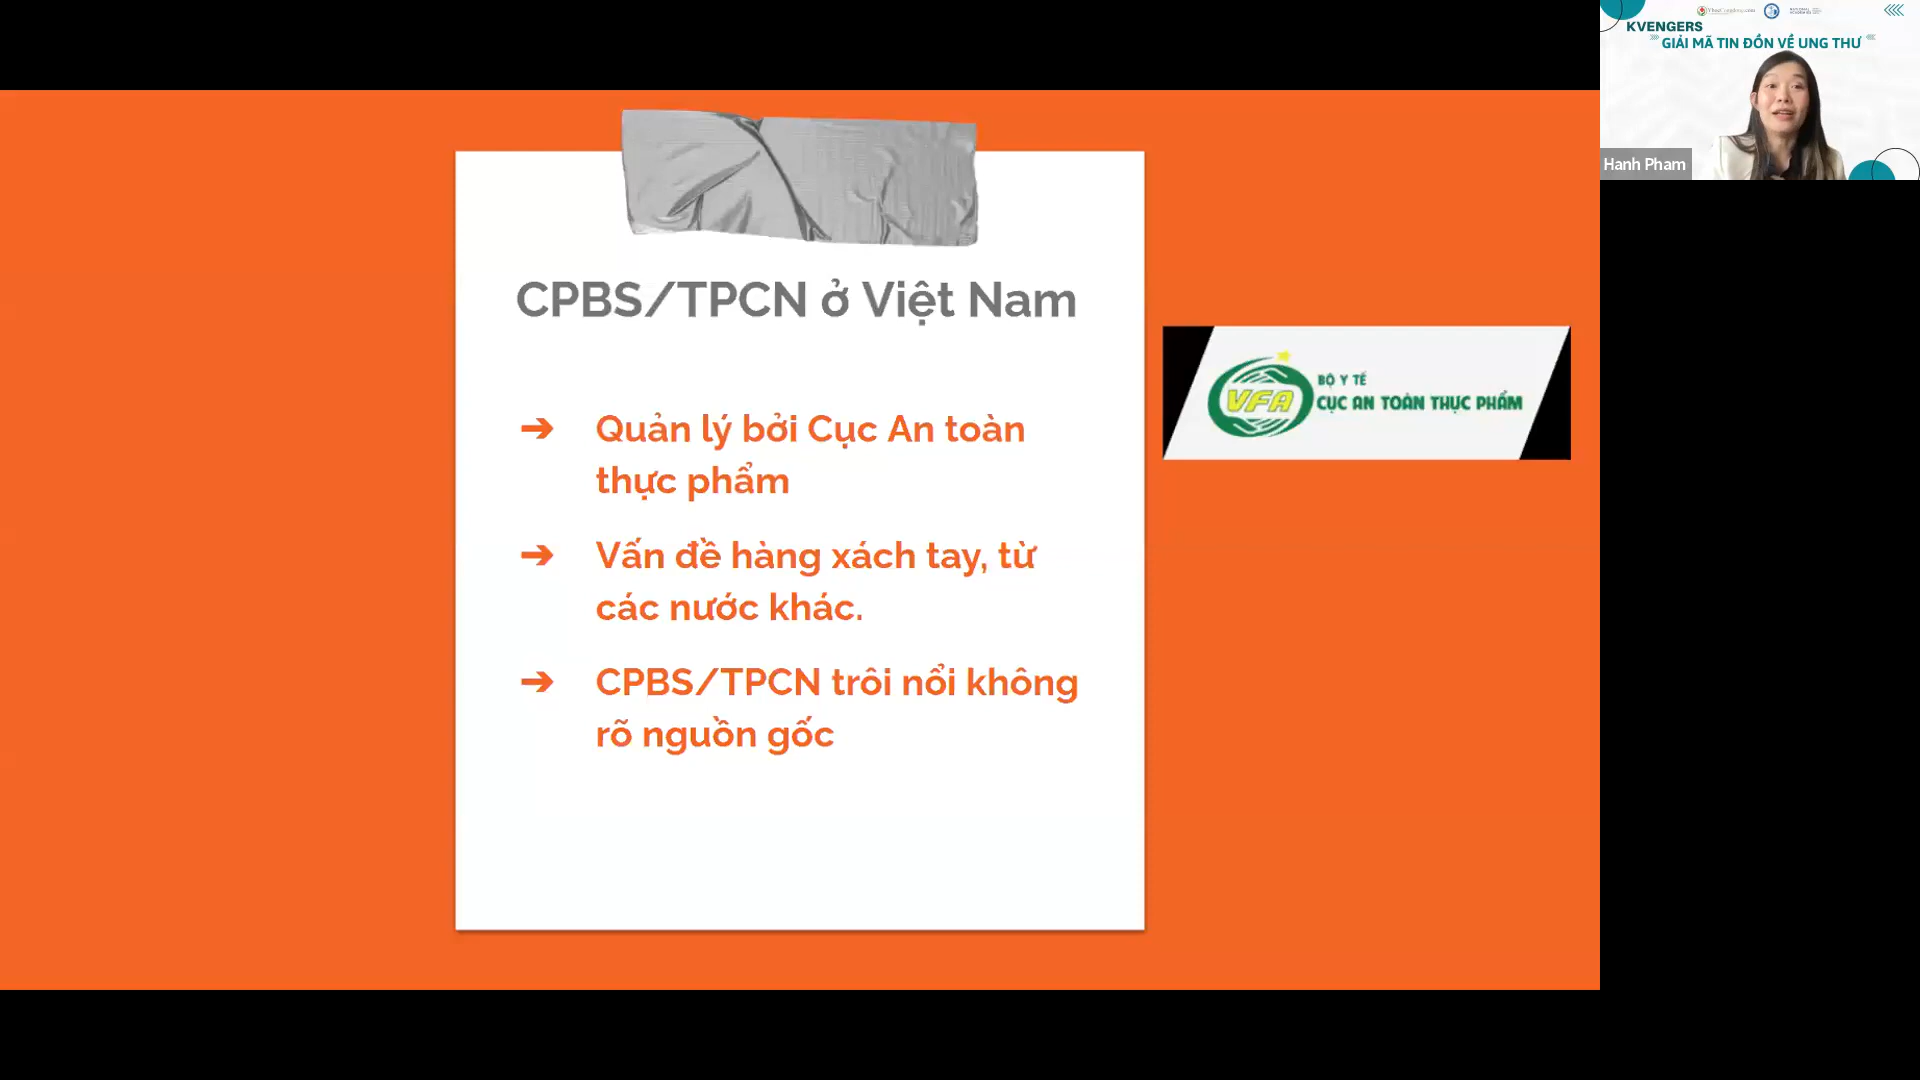 KVENGERS
GIẢI MÃ TIN ĐỒN VỀ UNG THƯ
Hanh Pham
CPBS/TPCN ở Việt Nam
➔ Quản lý bởi Cục An toàn
thực phẩm
➔ Vấn đề hàng xách tay, từ
các nước khác.
➔ CPBS/TPCN trôi nổi không
rõ nguồn gốc
VFA
BỘ Y TẾ
CỤC AN TOÀN THỰC PHẨM